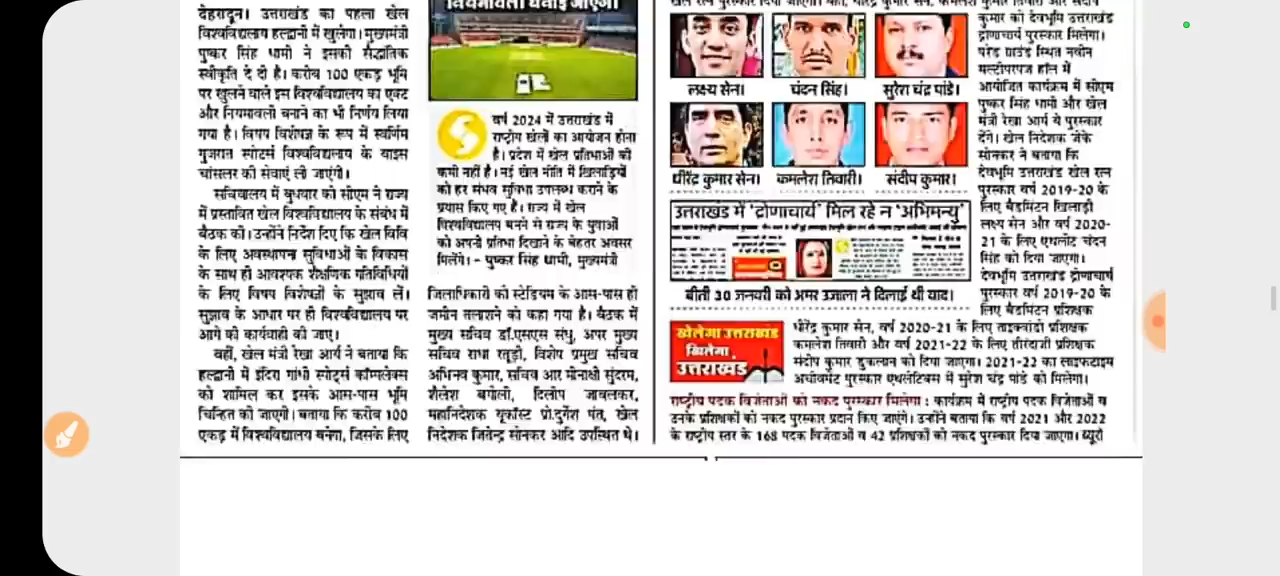 देहरादून। उत्तराखंड का पहला खेल
विश्वविद्यालय हल्द्वानी में खुलेगा। मुख्यमंत्री
पुष्कर सिंह धामी ने इसकी सैद्धांतिक
स्वीकृति दे दी है। करीब 100 एकड़ भूमि
पर खुलने वाले इस विश्वविद्यालय का एक्ट
और नियमावली बनाने का भी निर्णय लिया
गया है। विषय विशेषज्ञ के रूप में स्वर्णिम
गुजरात स्पोर्ट्स विश्वविद्यालय के वाइस
चांसलर की सेवाएं ली जाएंगी।
सचिवालय में बुधवार को सीएम ने राज्य
में प्रस्तावित खेल विश्वविद्यालय के संबंध में
बैठक की। उन्होंने निर्देश दिए कि खेल विवि
के लिए अवस्थापना सुविधाओं के विकास
के साथ ही आवश्यक शैक्षणिक गतिविधियों
के लिए विषय विशेषज्ञों के सुझाव लें।
सुझाव के आधार पर ही विश्वविद्यालय पर
आगे की कार्यवाही की जाए।
वहीं, खेल मंत्री रेखा आर्य ने बताया कि
हल्द्वानी में इंदिरा गांधी स्पोर्ट्स कॉम्पलेक्स
को शामिल कर इसके आस-पास भूमि
चिन्हित की जाएगी। बताया कि करीब 100
एकड़ में विश्वविद्यालय बनेगा, जिसके लिए
नियमावली बनाई जाएगी
वर्ष 2024 में उत्तराखंड में
राष्ट्रीय खेलों का आयोजन होना
है। प्रदेश में खेल प्रतिभाओं की
कमी नहीं है। नई खेल नीति में खिलाड़ियों
को हर संभव सुविधा उपलब्ध कराने के
प्रयास किए गए हैं। राज्य में खेल
विश्वविद्यालय बनने से राज्य के युवाओं
को अपनी प्रतिभा दिखाने के बेहतर अवसर
मिलेंगे। - पुष्कर सिंह धामी, मुख्यमंत्री
जिलाधिकारी को स्टेडियम के आस-पास ही
जमीन तलाशने को कहा गया है। बैठक में
मुख्य सचिव डॉ.एसएस संधु, अपर मुख्य
सचिव राधा रतूड़ी, विशेष प्रमुख सचिव
अभिनव कुमार, सचिव आर मीनाक्षी सुंदरम,
शैलेश बगोली, दिलीप जावलकर,
महानिदेशक यूकॉस्ट प्रो.दुर्गेश पंत, खेल
निदेशक जितेन्द्र सोनकर आदि उपस्थित थे।
लक्ष्य सेन।
चंदन सिंह।
सुरेश चंद्र पांडे।
धीरेंद्र कुमार सेन।
कमलेश तिवारी।
संदीप कुमार।
उत्तराखंड में 'द्रोणाचार्य' मिल रहे न 'अभिमन्यु'
बीती 30 जनवरी को अमर उजाला ने दिलाई थी याद।
खेलेगा उत्तराखंड
खिलेगा
उत्तराखंड
कुमार को देवभूमि उत्तराखंड
द्रोणाचार्य पुरस्कार मिलेगा।
परेड ग्राउंड स्थित नवीन
मल्टीपरपज हॉल में
आयोजित कार्यक्रम में सीएम
पुष्कर सिंह धामी और खेल
मंत्री रेखा आर्य ये पुरस्कार
देंगे। खेल निदेशक जेके
सोनकर ने बताया कि
देवभूमि उत्तराखंड खेल रत्न
पुरस्कार वर्ष 2019-20 के
लिए बैडमिंटन खिलाड़ी
लक्ष्य सेन और वर्ष 2020-
21 के लिए एथलीट चंदन
सिंह को दिया जाएगा।
देवभूमि उत्तराखंड द्रोणाचार्य
पुरस्कार वर्ष 2019-20 के
लिए बैडमिंटन प्रशिक्षक
धीरेंद्र कुमार सेन, वर्ष 2020-21 के लिए ताइक्वांडो प्रशिक्षक
कमलेश तिवारी और वर्ष 2021-22 के लिए तीरंदाजी प्रशिक्षक
संदीप कुमार डुकलान को दिया जाएगा। 2021-22 का लाइफटाइम
अचीवमेंट पुरस्कार एथलेटिक्स में सुरेश चंद्र पांडे को मिलेगा।
राष्ट्रीय पदक विजेताओं को नकद पुरस्कार मिलेगा : कार्यक्रम में राष्ट्रीय पदक विजेताओं व
उनके प्रशिक्षकों को नकद पुरस्कार प्रदान किए जाएंगे। उन्होंने बताया कि वर्ष 2021 और 2022
के राष्ट्रीय स्तर के 168 पदक विजेताओं व 42 प्रशिक्षकों को नकद पुरस्कार दिया जाएगा। ब्यूरो